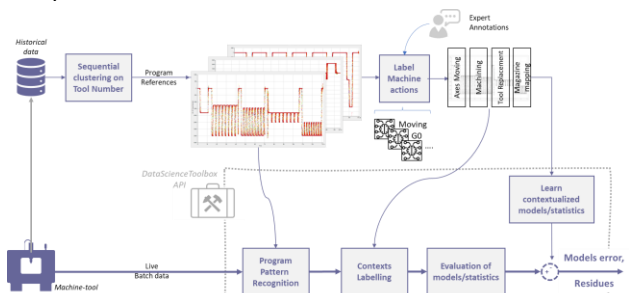 Expert
Annotations
Historical
data
Sequential
clustering on
Tool Number
Program
References
Label
Machine
actions
Axes Moving
Machining
Tool Replacement
Magazine
mapping
Moving
G0
...
DataScienceToolbox
API
Learn
contextualized
models/statistics
Live
Batch data
Machine-tool
Program
Pattern
Recognition
Contexts
Labelling
Evaluation of
models/statistics
Models error,
Residues